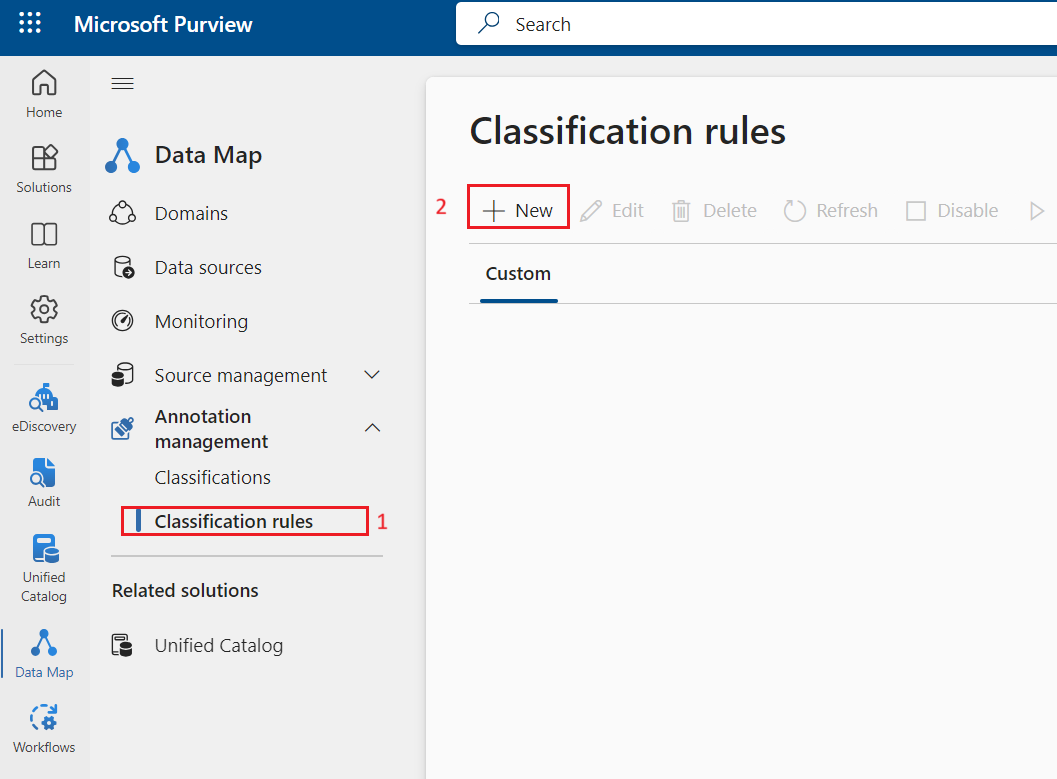 Microsoft Purview
Search
Home
Solutions
Learn
Settings
eDiscovery
Audit
Unified
Catalog
Data Map
Workflows
Data Map
Domains
Data sources
Monitoring
Source management
Annotation
management
Classifications
Classification rules 1
Related solutions
Unified Catalog
Classification rules
2 New Edit Delete Refresh Disable
Custom